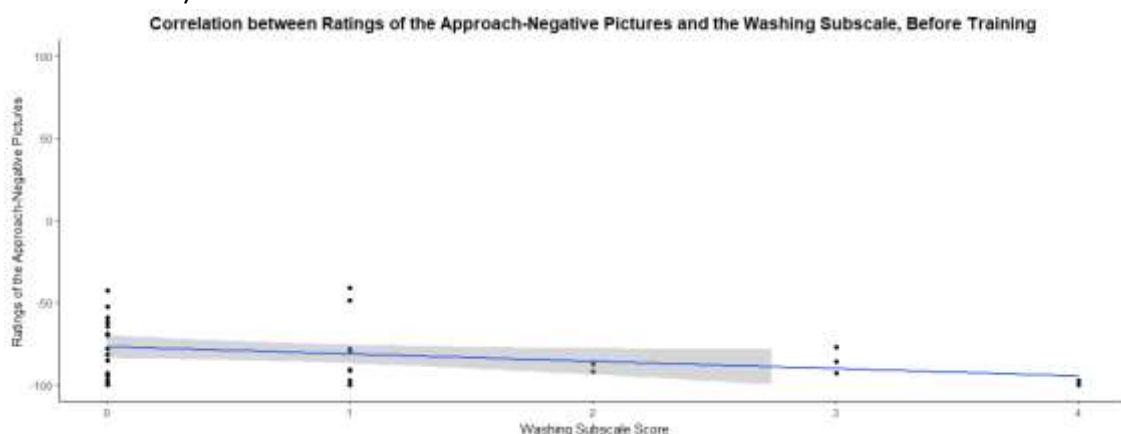 Correlation between Ratings of the Approach-Negative Pictures and the Washing Subscale, Before Training
Ratings of the Approach-Negative Pictures
100
50
0
-50
-100
0 1 2 3 4
Washing Subscale Score